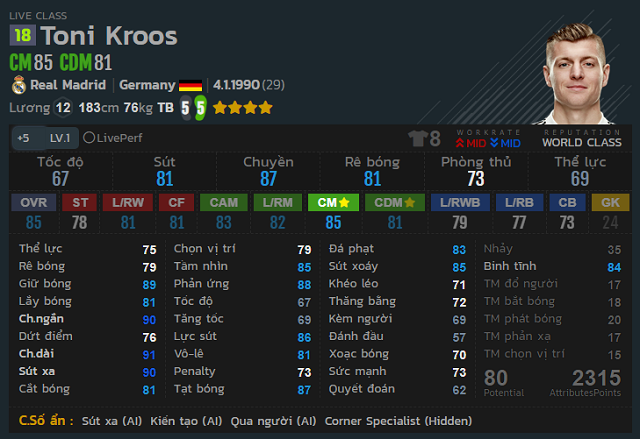 LIVE CLASS
18 Toni Kroos
CM 85 CDM 81
Real Madrid | Germany | 4.1.1990 (29)
Lương 12 183cm 76kg TB 5 5
+5 LV.1 LivePerf 8 WORKRATE MID MID REPUTATION WORLD CLASS
Tốc độ Sút Chuyền Rê bóng Phòng thủ Thể lực
67 81 87 81 73 69
OVR ST L/RW CF CAM L/RM CM CDM L/RWB L/RB CB GK
85 78 81 81 83 82 85 81 79 77 73 24
Thể lực 75 Chọn vị trí 79 Đá phạt 83 Nhảy 35
Rê bóng 79 Tầm nhìn 85 Sút xoáy 85 Bình tĩnh 84
Giữ bóng 89 Phản ứng 88 Khéo léo 71 TM đổ người 17
Lấy bóng 81 Tốc độ 67 Thăng bằng 72 TM bắt bóng 18
Ch.ngắn 90 Tăng tốc 69 Kèm người 69 TM phát bóng 20
Dứt điểm 76 Lực sút 86 Đánh đầu 57 TM phản xạ 17
Ch.dài 91 Vô-lê 81 Xoạc bóng 70 TM chọn vị trí 15
Sút xa 90 Penalty 73 Sức mạnh 73 80 2315
Cắt bóng 81 Tạt bóng 87 Quyết đoán 62 Potential AttributesPoints
C.Số ẩn : Sút xa (AI) Kiến tạo (AI) Qua người (AI) Corner Specialist (Hidden)